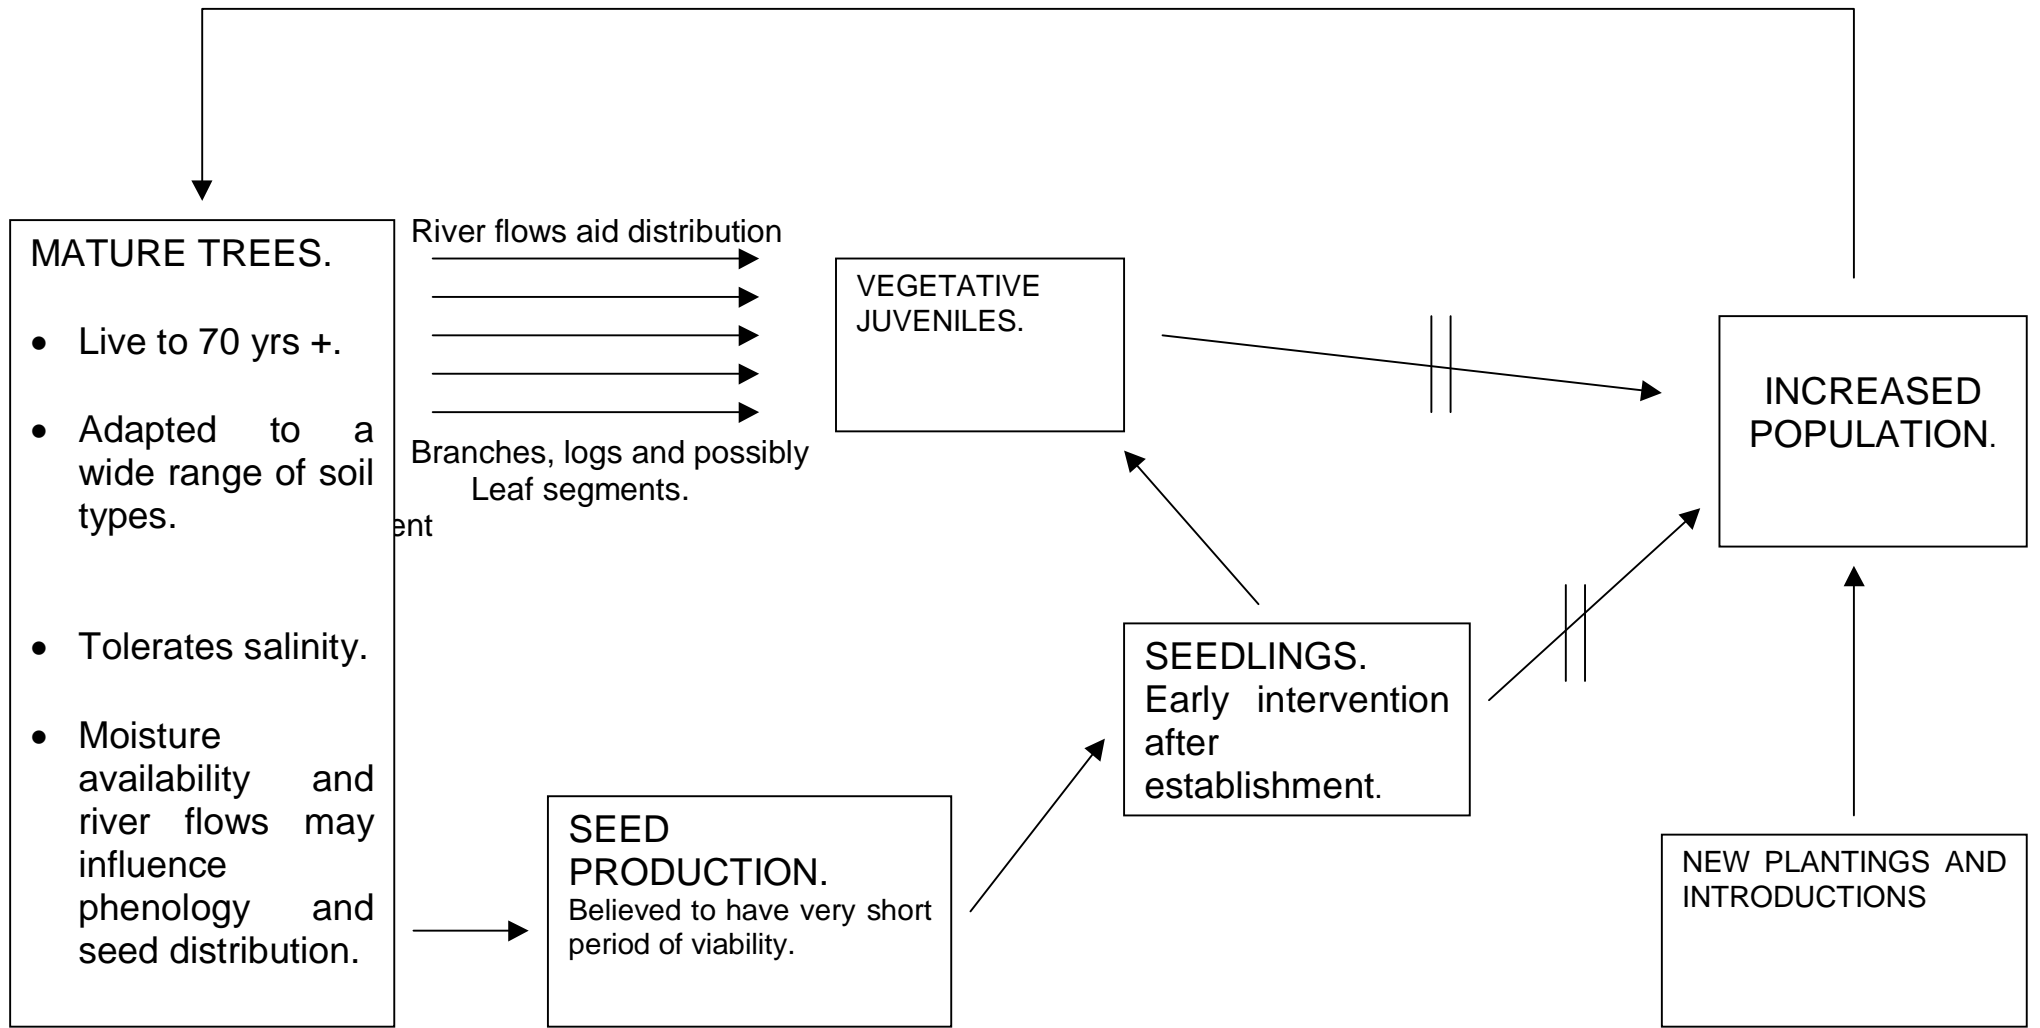 MATURE TREES.
• Live to 70 yrs +.
• Adapted to a
wide range of soil
types.
• Tolerates salinity.
• Moisture
availability and
river flows may
influence
phenology and
seed distribution.
River flows aid distribution
Branches, logs and possibly
Leaf segments.
ent
VEGETATIVE
JUVENILES.
INCREASED
POPULATION.
SEEDLINGS.
Early intervention
after
establishment.
SEED
PRODUCTION.
Believed to have very short
period of viability.
NEW PLANTINGS AND
INTRODUCTIONS